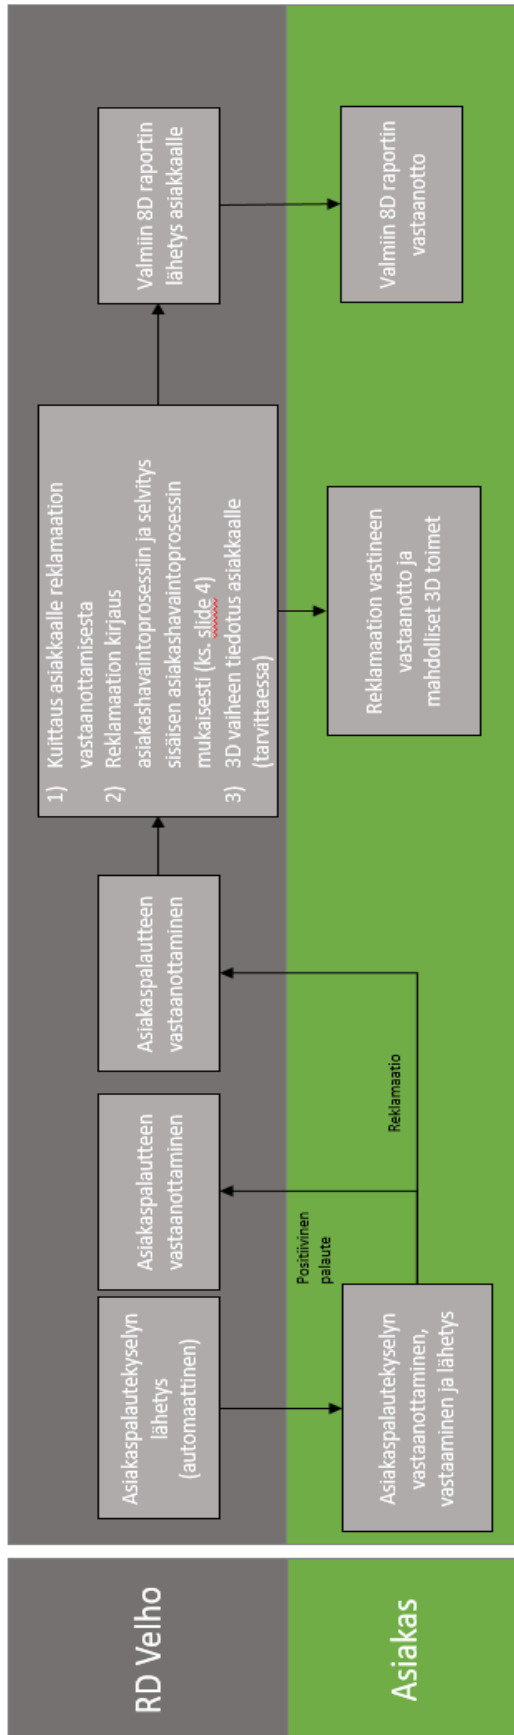 RD Velho
Asiakaspalautekyselyn
lähetys
(automaattinen)
Asiakaspalautteen
vastaanottaminen
Asiakaspalautteen
vastaanottaminen
1) Kuittaus asiakkaalle reklamaation
vastaanottamisesta
2) Reklamaation kirjaus
asiakashavaintoprosessiin ja selvitys
sisäisen asiakashavaintoprosessin
mukaisesti (ks. slide 4)
3) 3D vaiheen tiedotus asiakkaalle
(tarvittaessa)
Valmiin 8D raportin
lähetys asiakkaalle
Asiakas
Asiakaspalautekyselyn
vastaanottaminen,
vastaaminen ja lähetys
Positiivinen
palaute
Reklamaatio
Reklamaation vastineen
vastaanotto ja
mahdolliset 3D toimet
Valmiin 8D raportin
vastaanotto